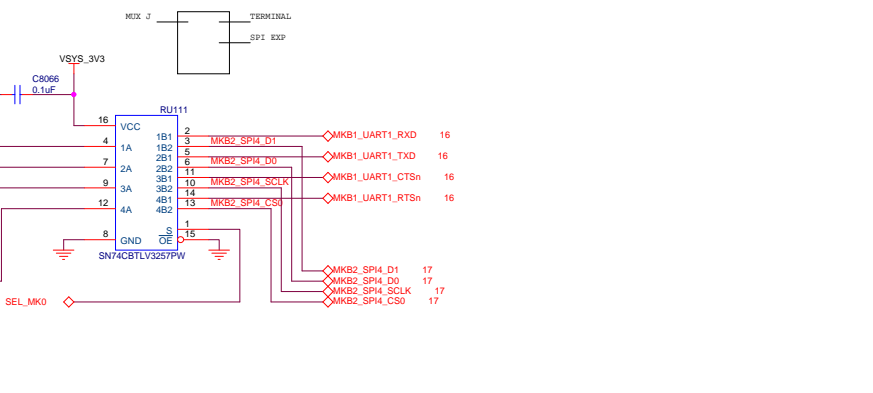 MUX J
TERMINAL
SPI EXP
VSYS_3V3
C8066
0.1uF
RU111
16 VCC
4 1A
7 2A
9 3A
12 4A
8 GND
1B1 2
1B2 3 MKB2_SPI4_D1
2B1 5
2B2 6 MKB2_SPI4_D0
3B1 11
3B2 10 MKB2_SPI4_SCLK
4B1 14
4B2 13 MKB2_SPI4_CS0
S 1
OE 15
SN74CBTLV3257PW
MKB1_UART1_RXD 16
MKB1_UART1_TXD 16
MKB1_UART1_CTSn 16
MKB1_UART1_RTSn 16
MKB2_SPI4_D1 17
MKB2_SPI4_D0 17
MKB2_SPI4_SCLK 17
MKB2_SPI4_CS0 17
SEL_MK0